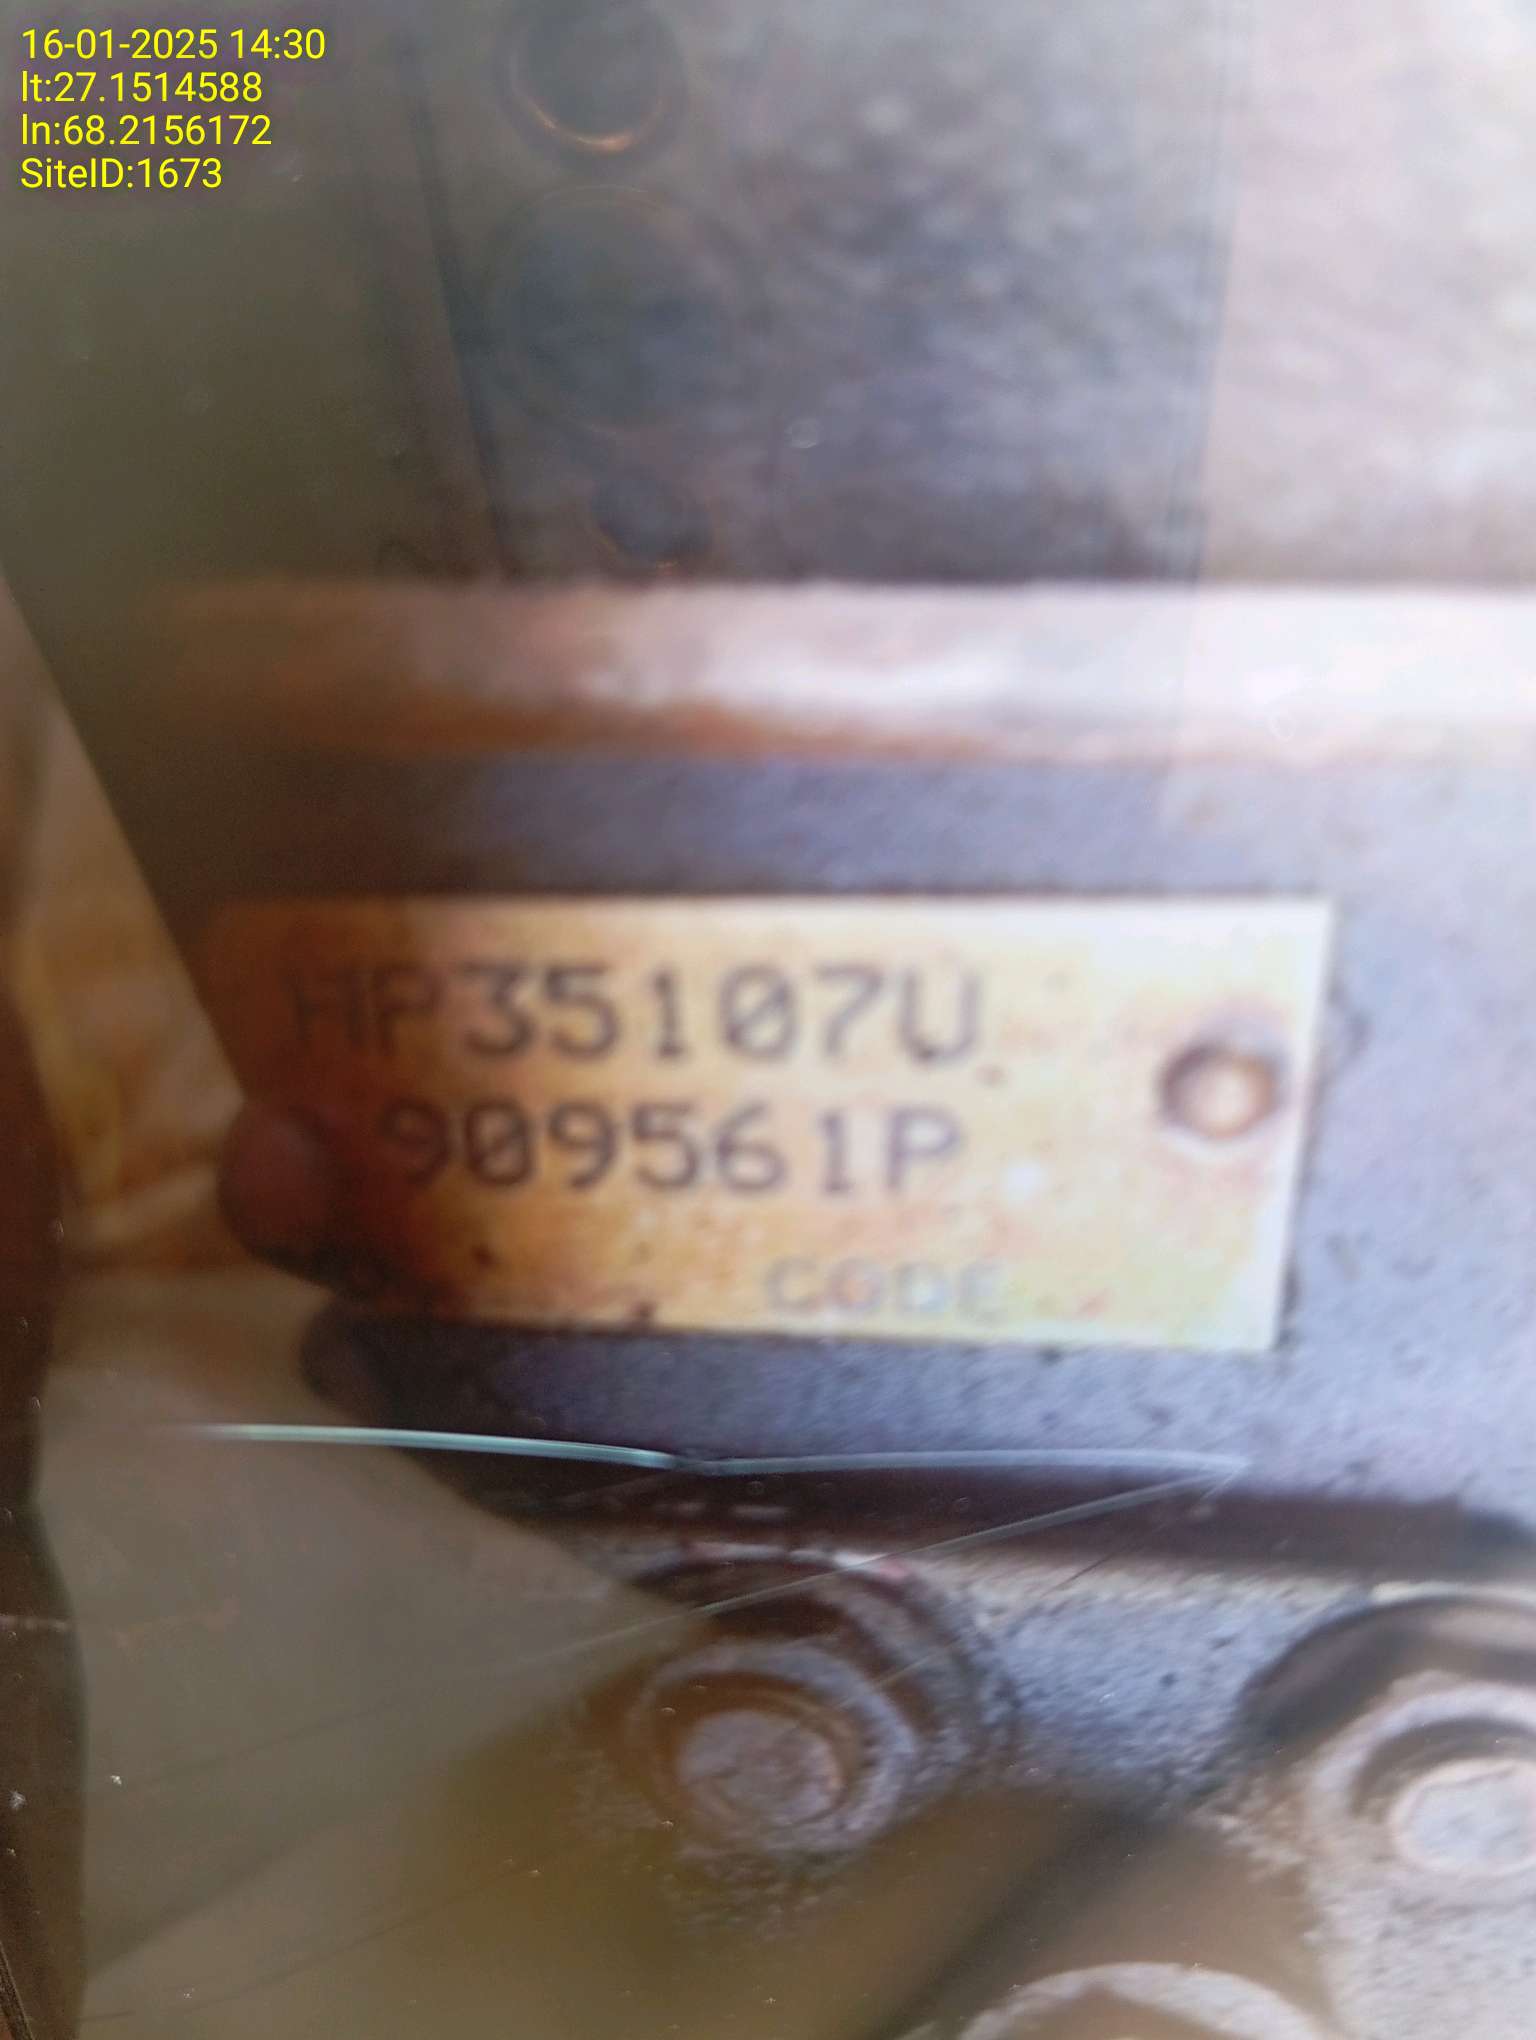 16-01-2025 14:30
lt:27.1514588
ln:68.2156172
SiteID:1673
HP35107U
909561P
CODE